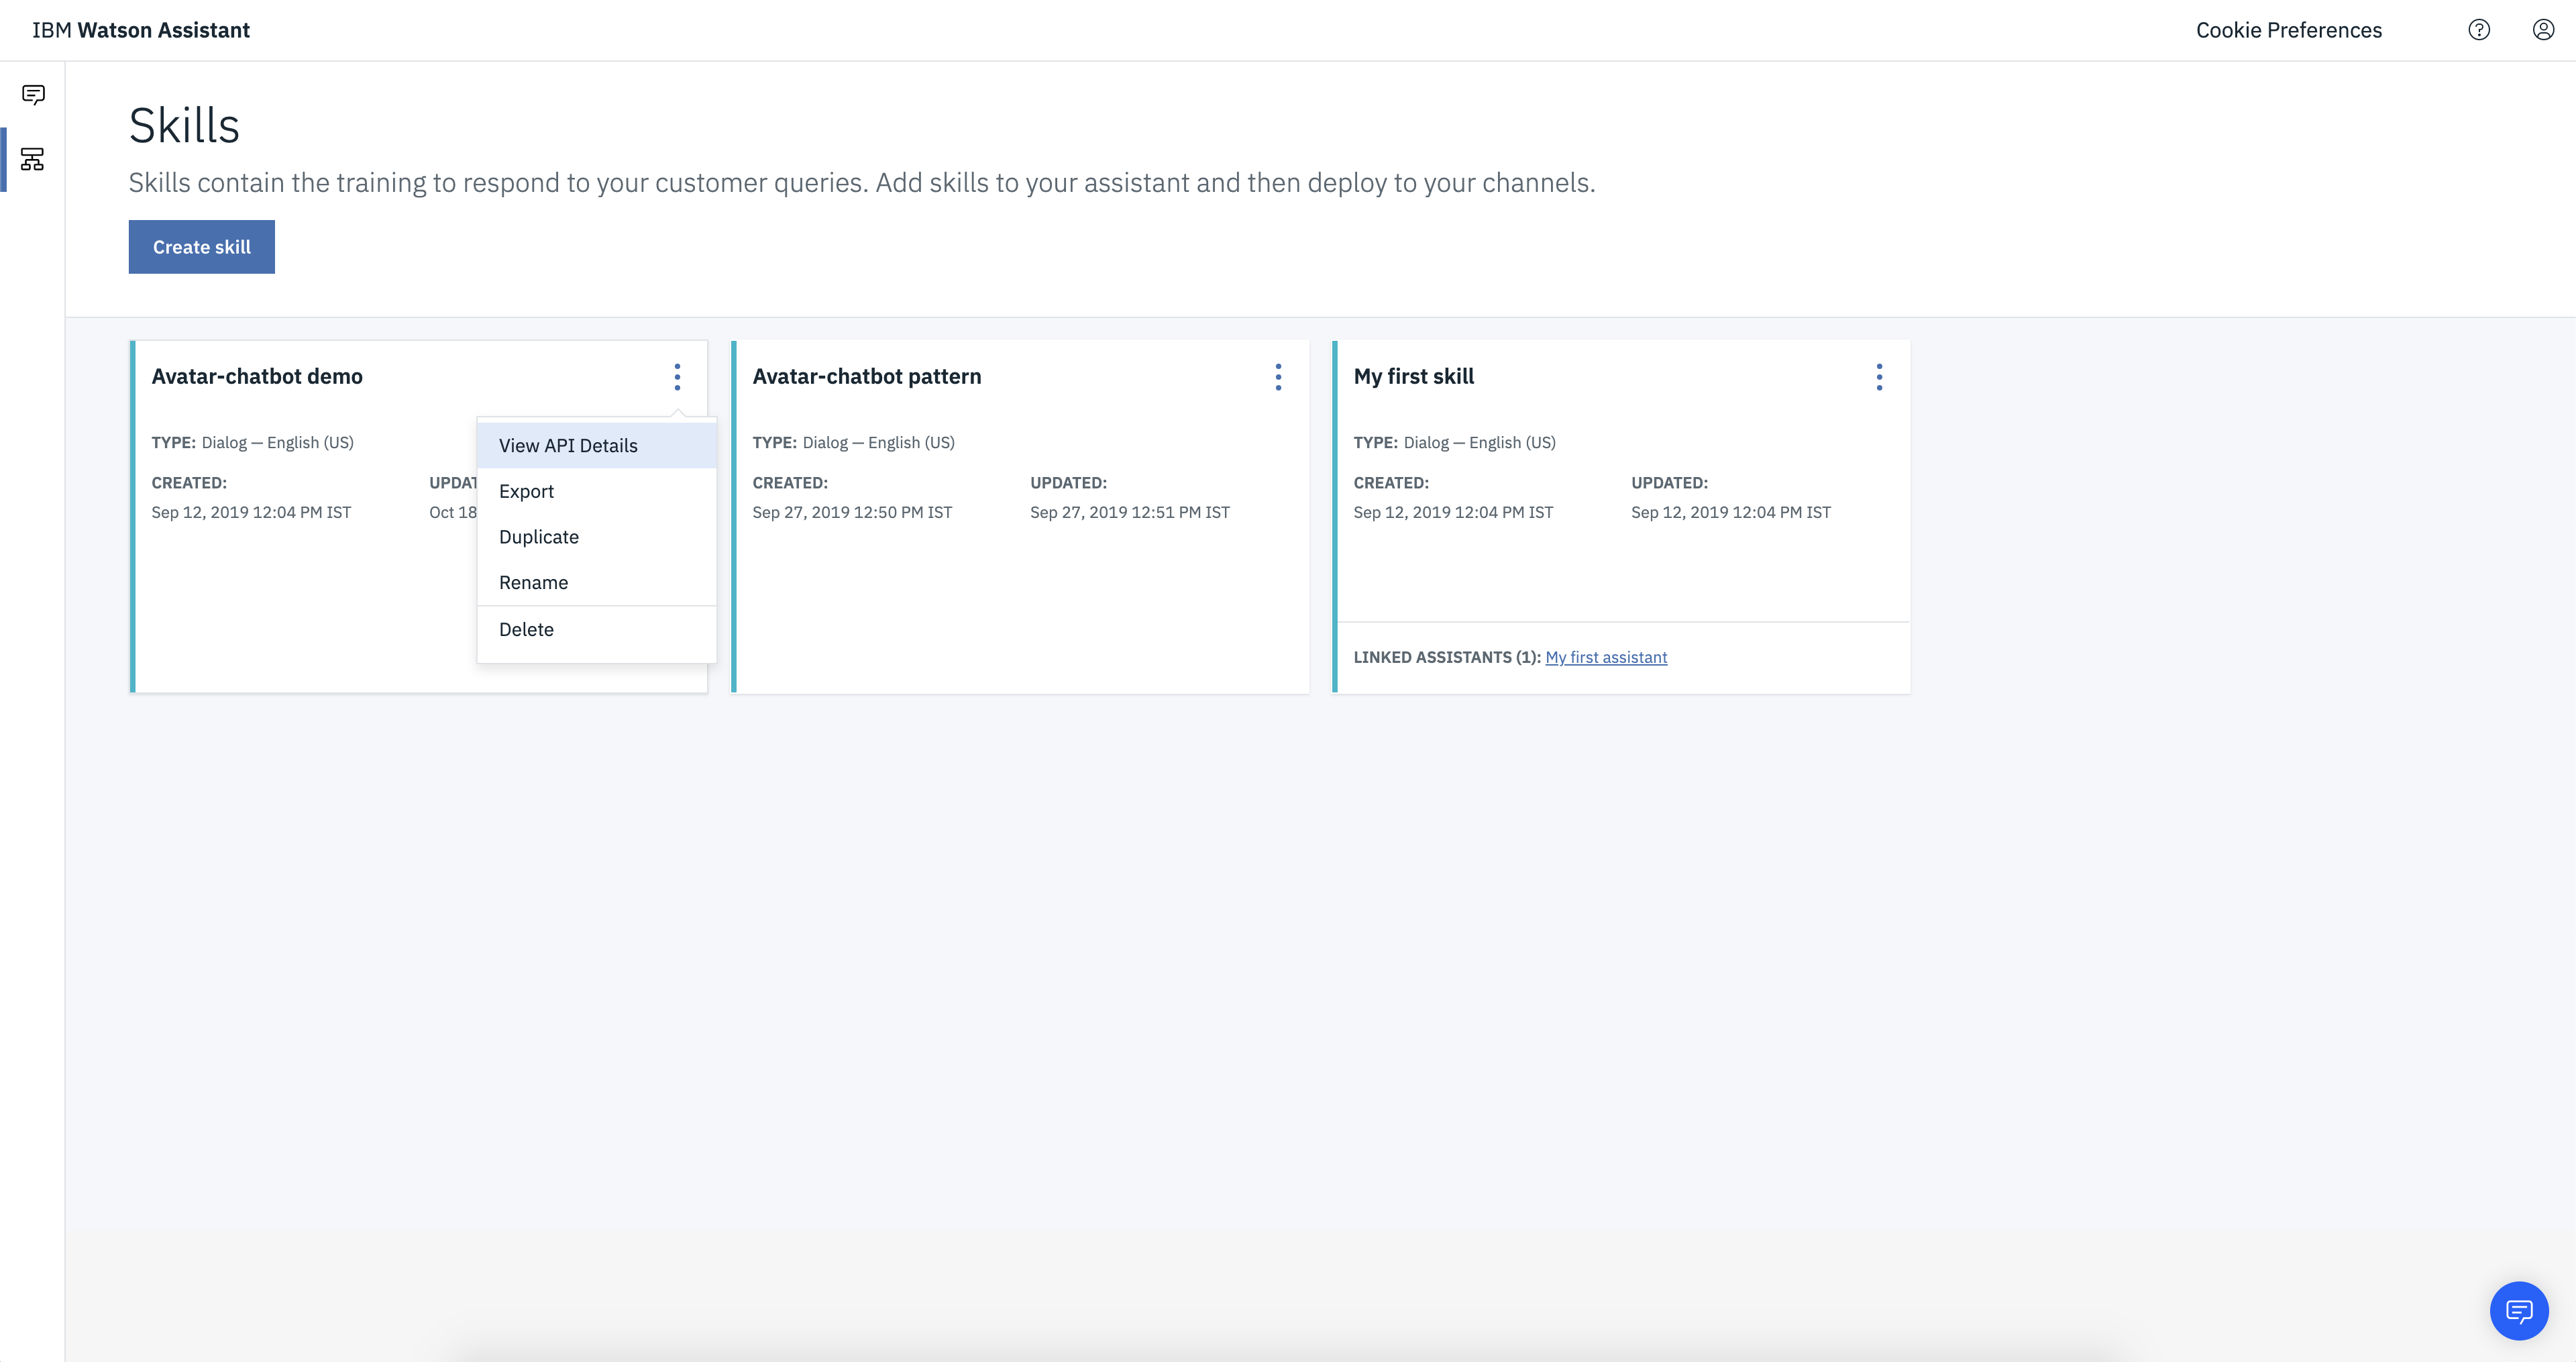 IBM Watson Assistant
Cookie Preferences
Skills
Skills contain the training to respond to your customer queries. Add skills to your assistant and then deploy to your channels.
Create skill
Avatar-chatbot demo
TYPE: Dialog — English (US)
CREATED:
Sep 12, 2019 12:04 PM IST
Oct 18
View API Details
Export
Duplicate
Rename
Delete
Avatar-chatbot pattern
TYPE: Dialog — English (US)
CREATED:
UPDATED:
Sep 27, 2019 12:50 PM IST
Sep 27, 2019 12:51 PM IST
My first skill
TYPE: Dialog — English (US)
CREATED:
UPDATED:
Sep 12, 2019 12:04 PM IST
Sep 12, 2019 12:04 PM IST
LINKED ASSISTANTS (1): My first assistant